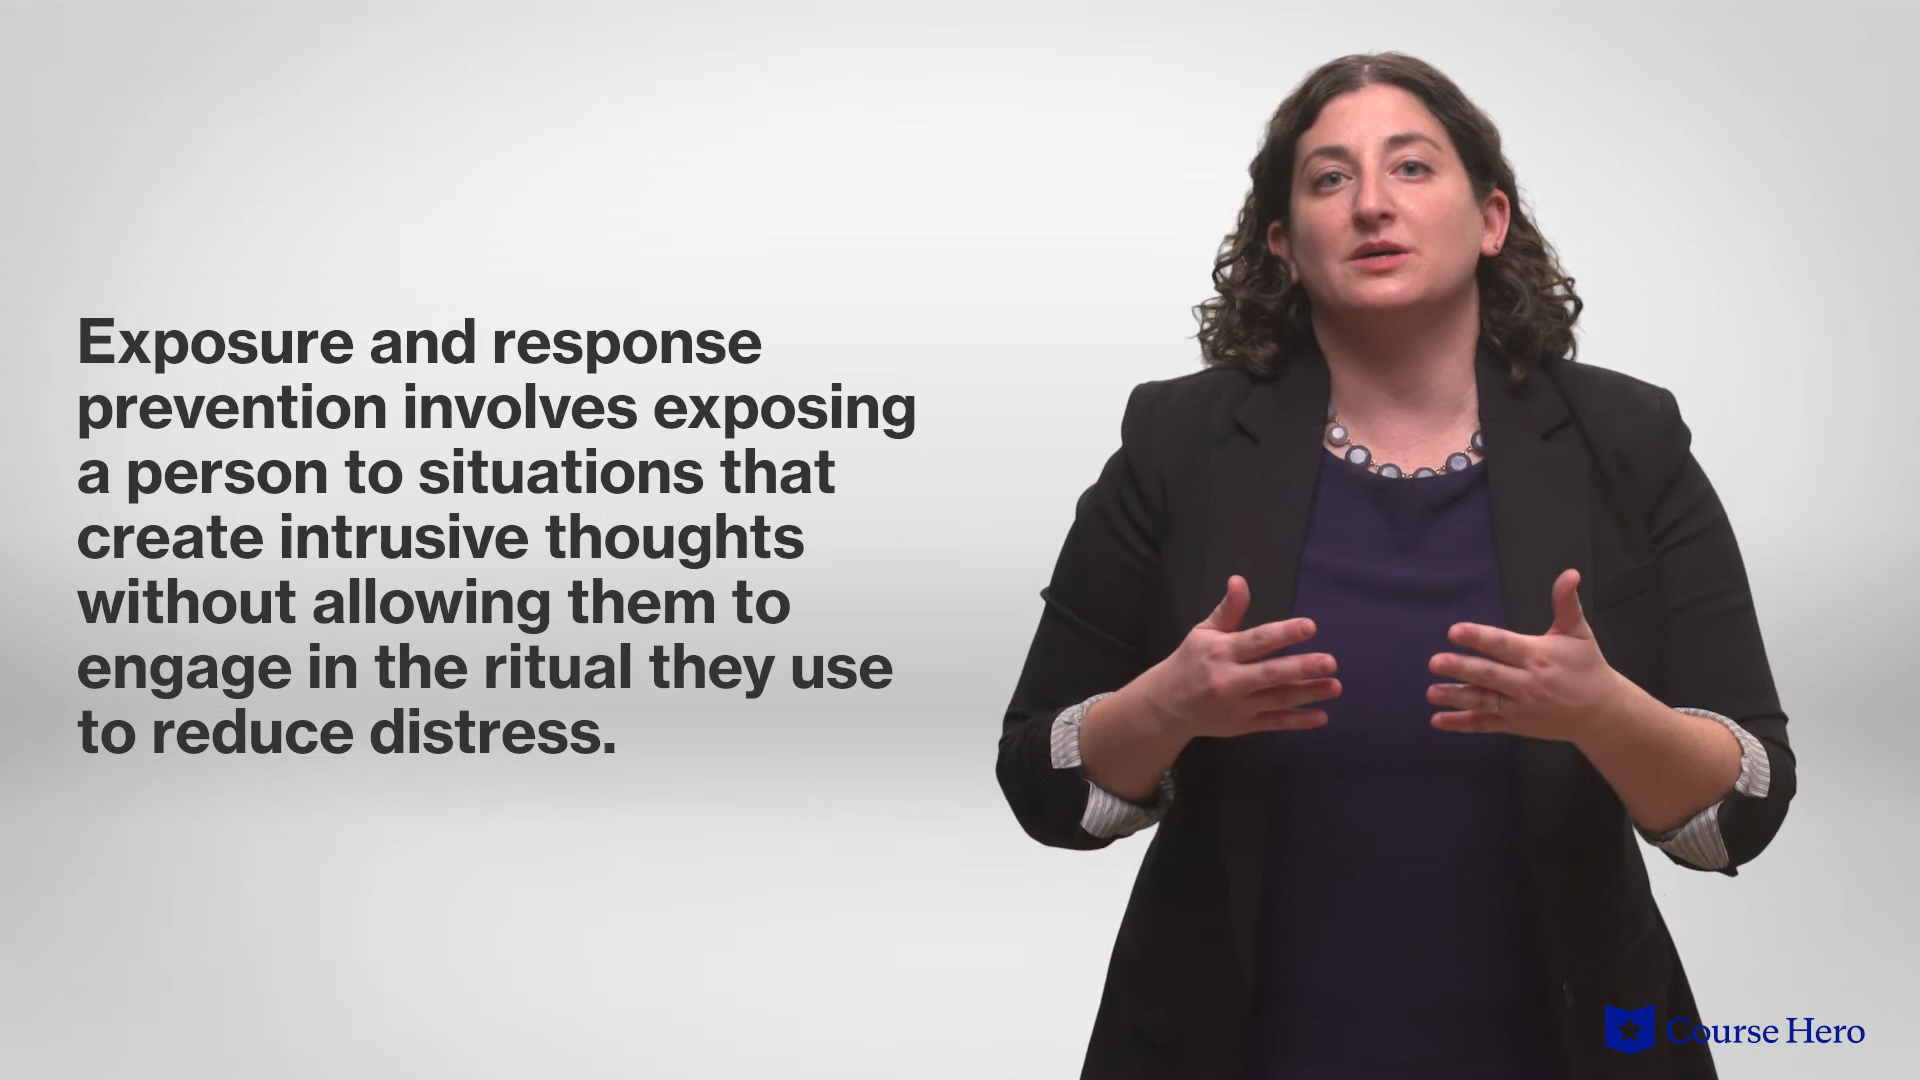 Exposure and response
prevention involves exposing
a person to situations that
create intrusive thoughts
without allowing them to
engage in the ritual they use
to reduce distress.
Course Hero